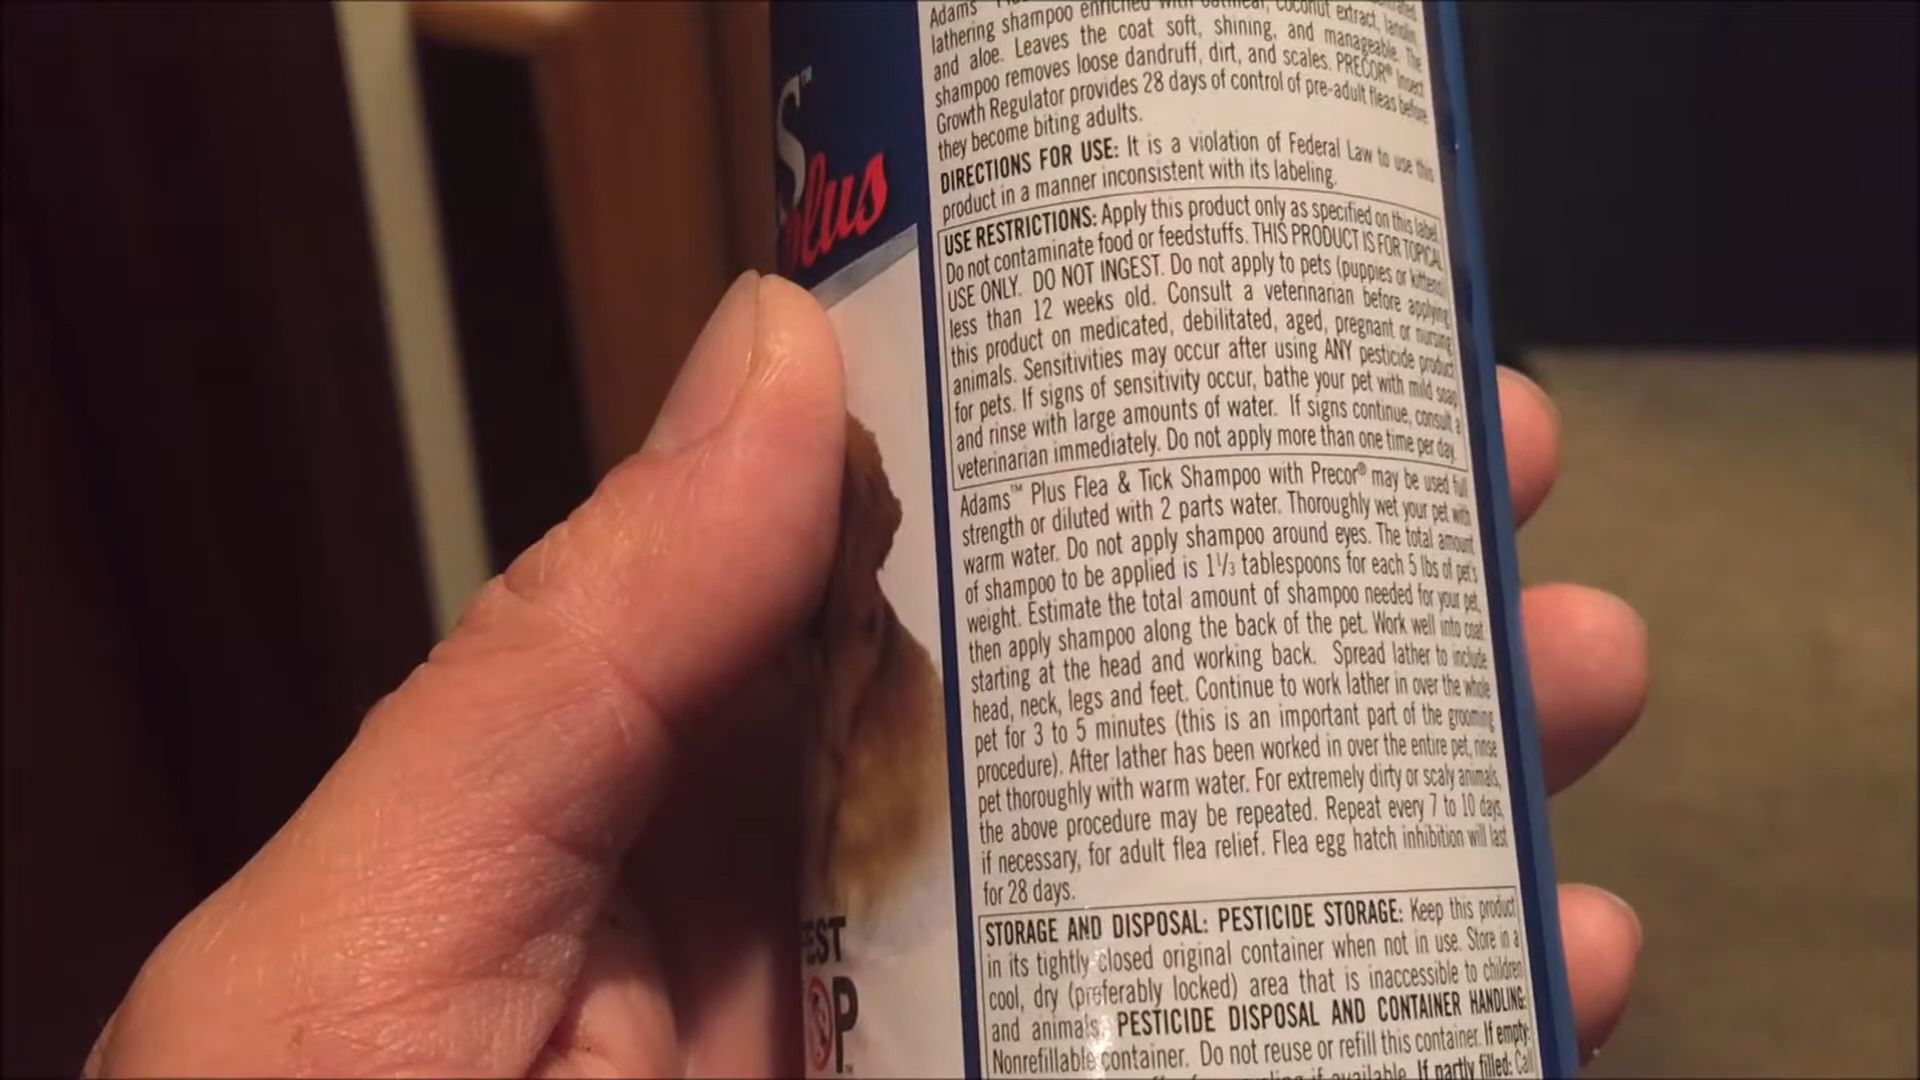 S™
Plus
Adams™
lathering shampoo enriched with oatmeal, coconut extract, lanolin
and aloe. Leaves the coat soft, shining, and manageable. The
shampoo removes loose dandruff, dirt, and scales. PRECOR® Insect
Growth Regulator provides 28 days of control of pre-adult fleas before
they become biting adults.
DIRECTIONS FOR USE: It is a violation of Federal Law to use this
product in a manner inconsistent with its labeling.
USE RESTRICTIONS: Apply this product only as specified on this label.
Do not contaminate food or feedstuffs. THIS PRODUCT IS FOR TOPICAL
USE ONLY. DO NOT INGEST. Do not apply to pets (puppies or kittens)
less than 12 weeks old. Consult a veterinarian before applying
this product on medicated, debilitated, aged, pregnant or nursing
animals. Sensitivities may occur after using ANY pesticide product
for pets. If signs of sensitivity occur, bathe your pet with mild soap
and rinse with large amounts of water. If signs continue, consult a
veterinarian immediately. Do not apply more than one time per day.
Adams™ Plus Flea & Tick Shampoo with Precor® may be used full
strength or diluted with 2 parts water. Thoroughly wet your pet with
warm water. Do not apply shampoo around eyes. The total amount
of shampoo to be applied is 1⅓ tablespoons for each 5 lbs of pet's
weight. Estimate the total amount of shampoo needed for your pet,
then apply shampoo along the back of the pet. Work well into coat
starting at the head and working back. Spread lather to include
head, neck, legs and feet. Continue to work lather in over the whole
pet for 3 to 5 minutes (this is an important part of the grooming
procedure). After lather has been worked in over the entire pet, rinse
pet thoroughly with warm water. For extremely dirty or scaly animals,
the above procedure may be repeated. Repeat every 7 to 10 days,
if necessary, for adult flea relief. Flea egg hatch inhibition will last
for 28 days.
STORAGE AND DISPOSAL: PESTICIDE STORAGE: Keep this product
in its tightly closed original container when not in use. Store in a
cool, dry (preferably locked) area that is inaccessible to children
and animals. PESTICIDE DISPOSAL AND CONTAINER HANDLING:
Nonrefillable container. Do not reuse or refill this container. If empty:
if available. If partly filled: Call
EST
OP™